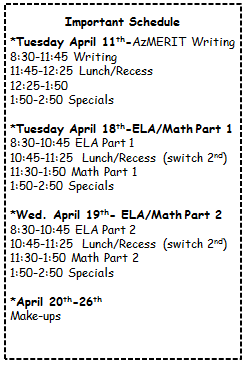 Important Schedule
*Tuesday April 11th-AzMERIT Writing
8:30-11:45 Writing
11:45-12:25 Lunch/Recess
12:25-1:50
1:50-2:50 Specials
*Tuesday April 18th-ELA/Math Part 1
8:30-10:45 ELA Part 1
10:45-11:25 Lunch/Recess (switch 2nd)
11:30-1:50 Math Part 1
1:50-2:50 Specials
*Wed. April 19th- ELA/Math Part 2
8:30-10:45 ELA Part 2
10:45-11:25 Lunch/Recess (switch 2nd)
11:30-1:50 Math Part 2
1:50-2:50 Specials
*April 20th-26th
Make-ups